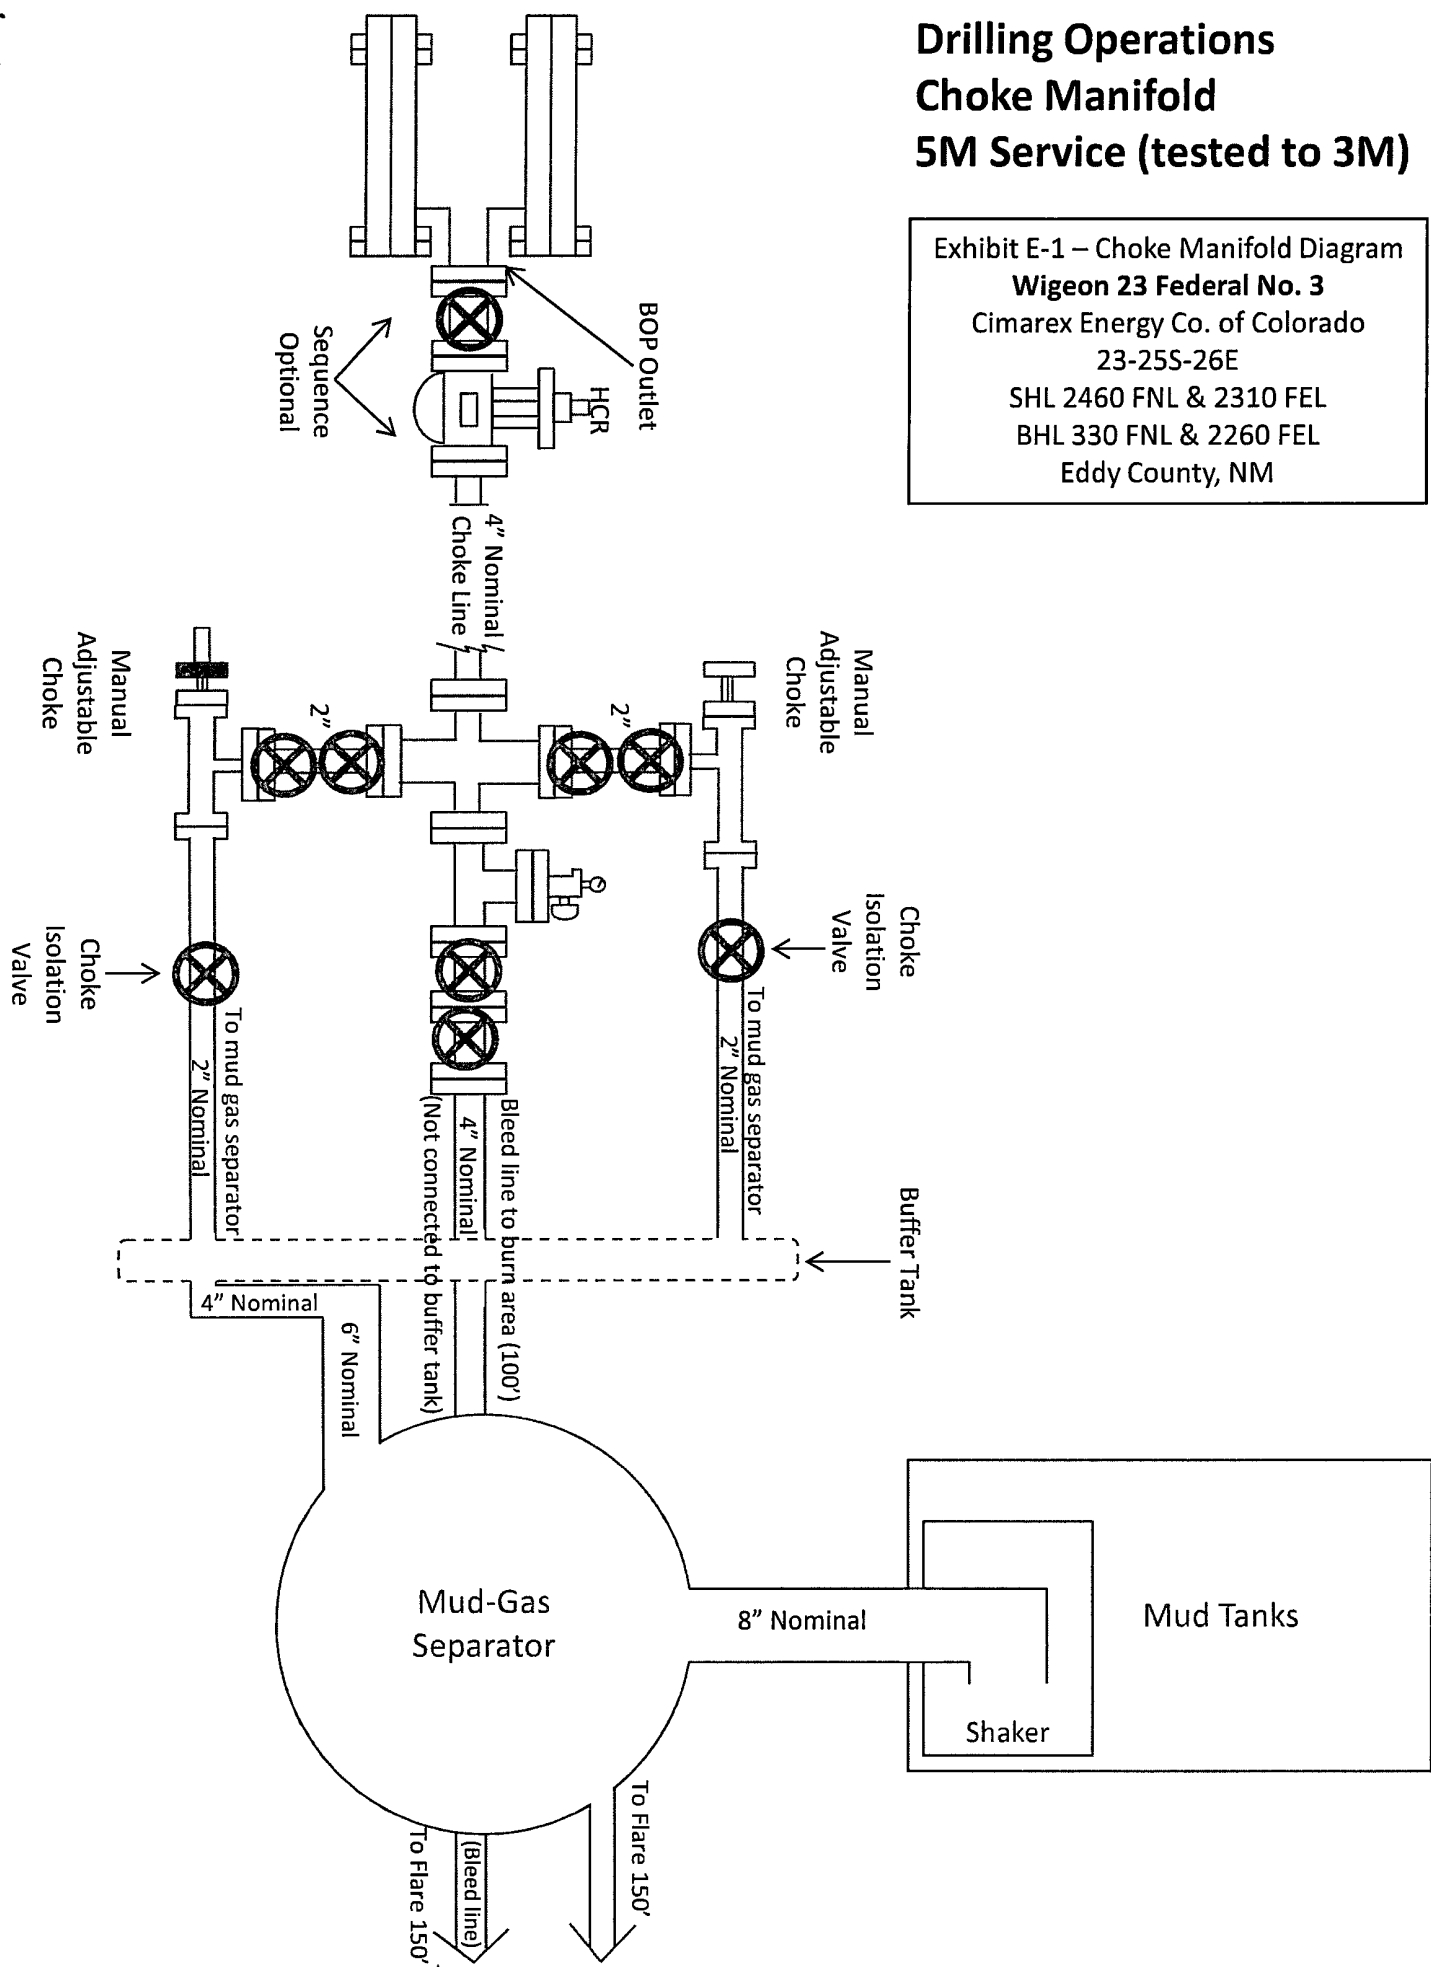 Drilling Operations
Choke Manifold
5M Service (tested to 3M)
Exhibit E-1 – Choke Manifold Diagram
Wigeon 23 Federal No. 3
Cimarex Energy Co. of Colorado
23-25S-26E
SHL 2460 FNL & 2310 FEL
BHL 330 FNL & 2260 FEL
Eddy County, NM
BOP Outlet
HCR
Sequence
Optional
4” Nominal
Choke Line
Manual
Adjustable
Choke
Manual
Adjustable
Choke
2”
2”
Choke
Isolation
Valve
Choke
Isolation
Valve
To mud gas separator
2” Nominal
To mud gas separator
2” Nominal
Bleed line to burn area (100’)
4” Nominal
(Not connected to buffer tank)
Buffer Tank
4” Nominal
6” Nominal
Mud-Gas
Separator
8” Nominal
Mud Tanks
Shaker
To Flare 150’
(Bleed line)
To Flare 150’